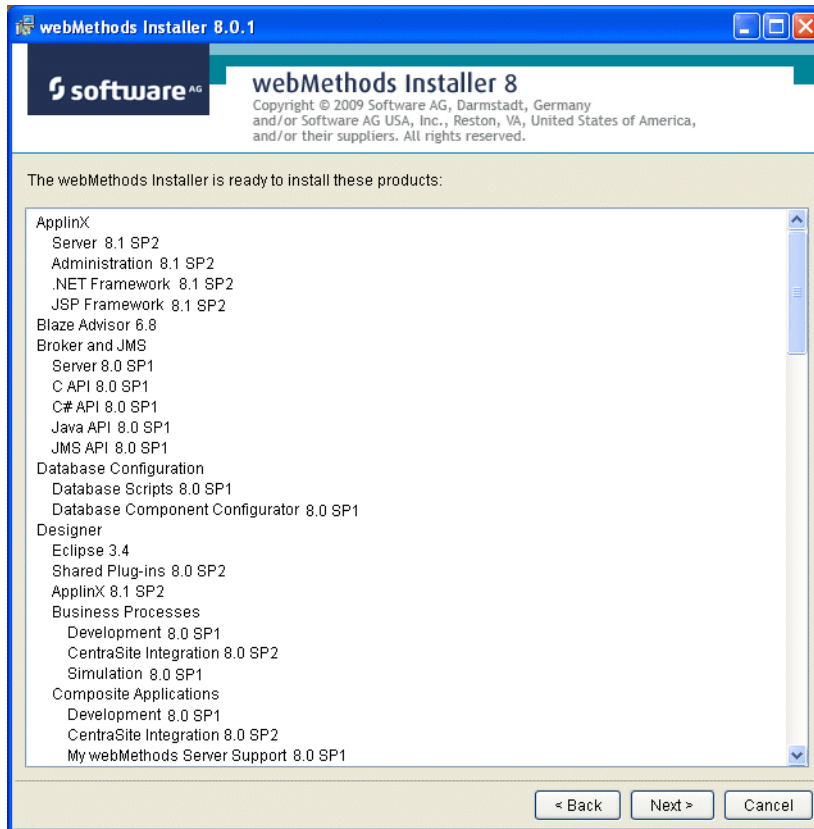 webMethods Installer 8.0.1
software AG
webMethods Installer 8
Copyright © 2009 Software AG, Darmstadt, Germany
and/or Software AG USA, Inc., Reston, VA, United States of America,
and/or their suppliers. All rights reserved.
The webMethods Installer is ready to install these products:
ApplinX
Server 8.1 SP2
Administration 8.1 SP2
.NET Framework 8.1 SP2
JSP Framework 8.1 SP2
Blaze Advisor 6.8
Broker and JMS
Server 8.0 SP1
C API 8.0 SP1
C# API 8.0 SP1
Java API 8.0 SP1
JMS API 8.0 SP1
Database Configuration
Database Scripts 8.0 SP1
Database Component Configurator 8.0 SP1
Designer
Eclipse 3.4
Shared Plug-ins 8.0 SP2
ApplinX 8.1 SP2
Business Processes
Development 8.0 SP1
CentraSite Integration 8.0 SP2
Simulation 8.0 SP1
Composite Applications
Development 8.0 SP1
CentraSite Integration 8.0 SP2
My webMethods Server Support 8.0 SP1
< Back Next > Cancel